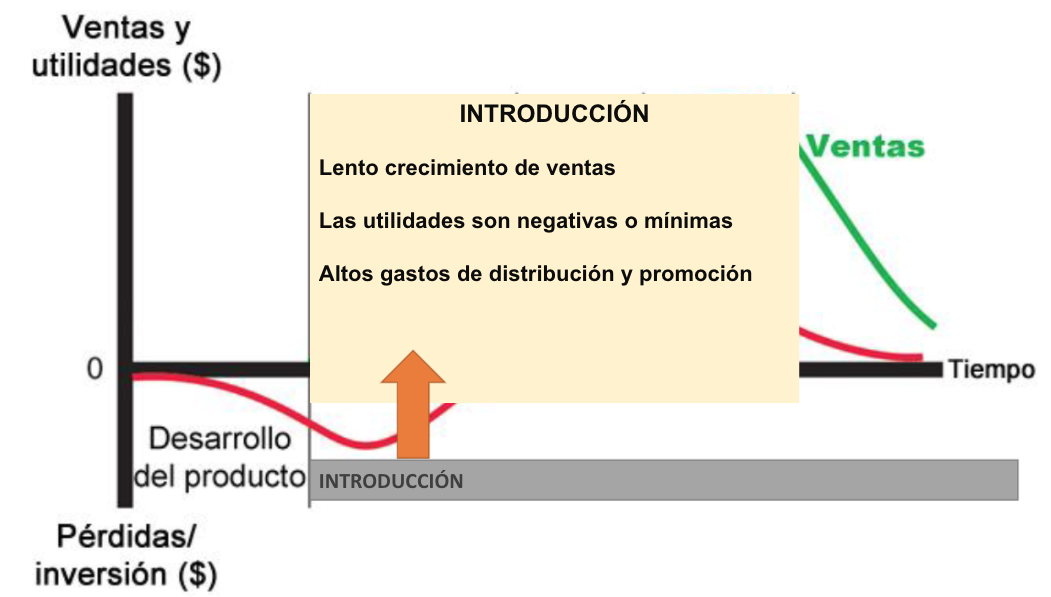 Ventas y
utilidades ($)
INTRODUCCIÓN
Lento crecimiento de ventas
Las utilidades son negativas o mínimas
Altos gastos de distribución y promoción
Ventas
0
Tiempo
Desarrollo
del producto
INTRODUCCIÓN
Pérdidas/
inversión ($)